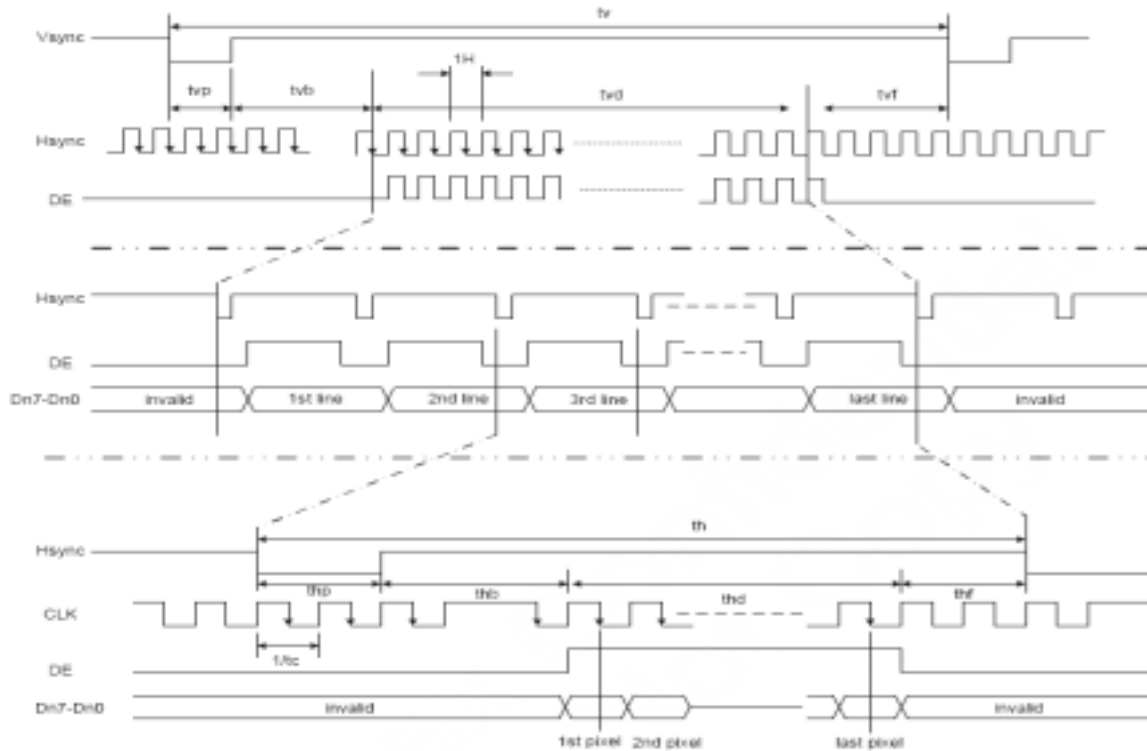 tv
Vsync
1H
tvp tvb tvd tvf
Hsync
DE
Hsync
DE
Dn7-Dn0 invalid 1st line 2nd line 3rd line last line invalid
th
Hsync
thp thb thd thf
CLK
1/tc
DE
Dn7-Dn0 invalid invalid
1st pixel 2nd pixel last pixel